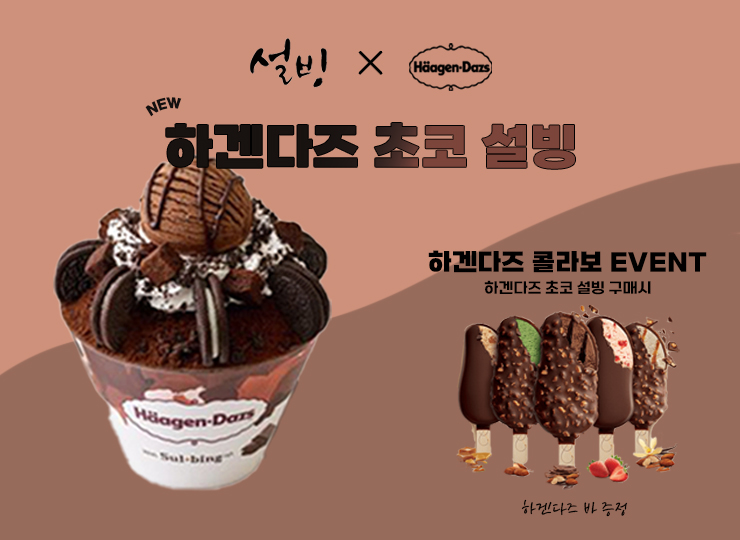 설빙 × Häagen-Dazs
NEW
하겐다즈 초코 설빙
하겐다즈 콜라보 EVENT
하겐다즈 초코 설빙 구매시
Häagen-Dazs
Sul·bing
하겐다즈 바 증정